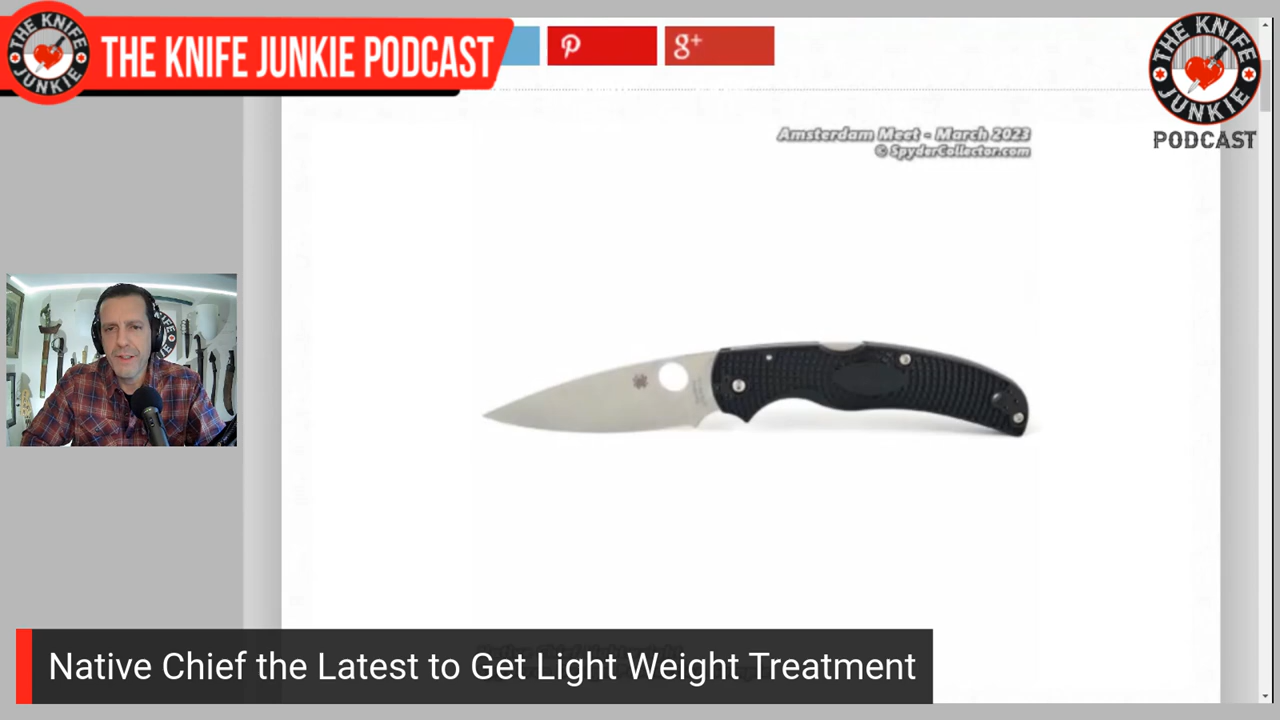 THE KNIFE JUNKIE
THE KNIFE JUNKIE PODCAST
g+
THE KNIFE
JUNKIE
PODCAST
Amsterdam Meet - March 2023
© SpyderCollector.com
KNIFE
Native Chief the Latest to Get Light Weight Treatment